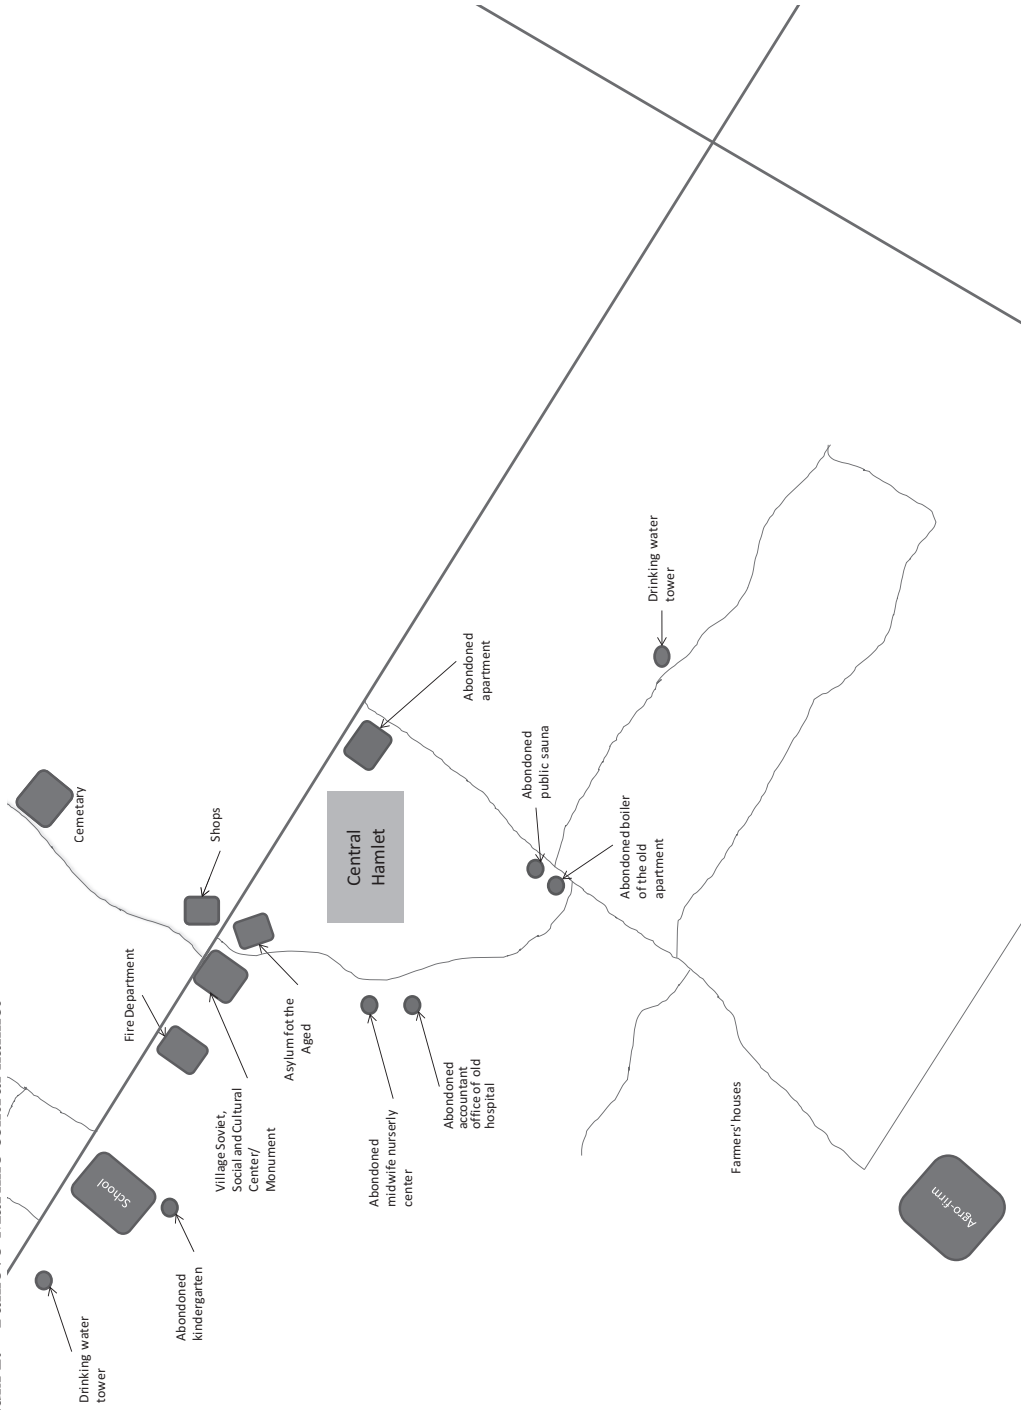 Cemetary
Shops
Fire Department
School
Drinking water
tower
Abondoned
kindergarten
Village Soviet,
Social and Cultural
Center/
Monument
Asylum fot the
Aged
Central
Hamlet
Abondoned
apartment
Abondoned
midwife nurserly
center
Abondoned
accountant
office of old
hospital
Abondoned
public sauna
Abondoned boiler
of the old
apartment
Drinking water
tower
Farmers' houses
Agro-firm